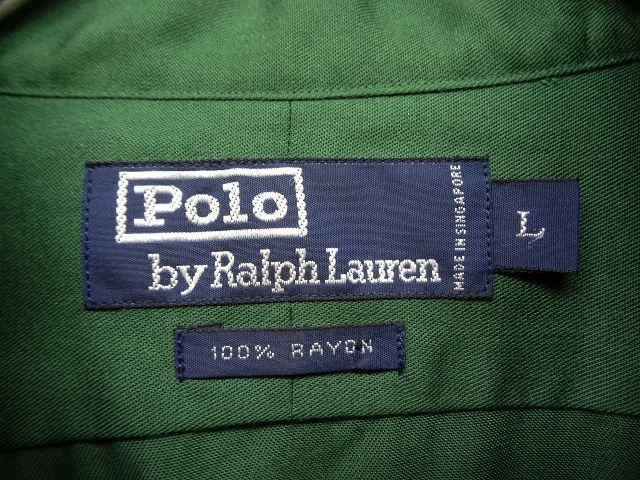 Polo
by Ralph Lauren
MADE IN SINGAPORE
L
100% RAYON